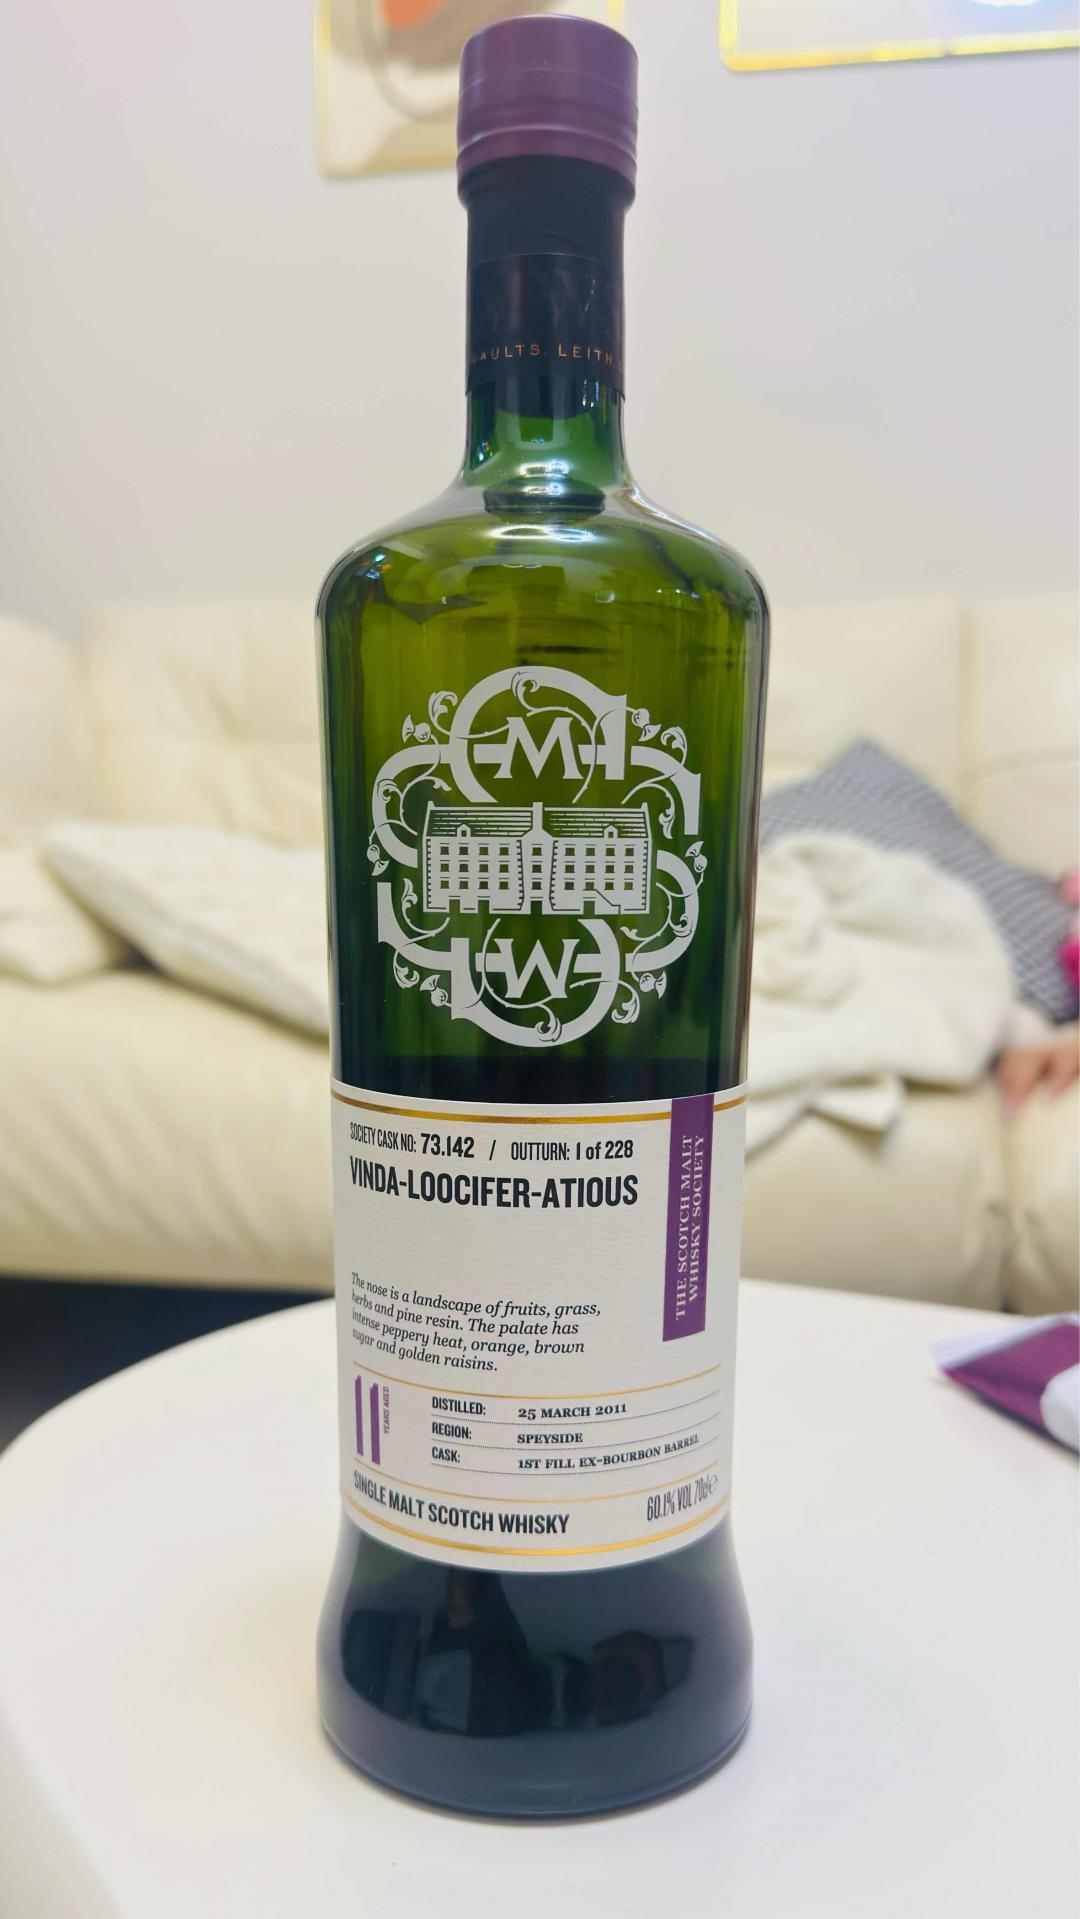 VAULTS, LEITH,
M
W
SOCIETY CASK NO: 73.142 / OUTTURN: 1 of 228
VINDA-LOOCIFER-ATIOUS
THE SCOTCH MALT
WHISKY SOCIETY
The nose is a landscape of fruits, grass,
herbs and pine resin. The palate has
intense peppery heat, orange, brown
sugar and golden raisins.
11 YEARS AGED
DISTILLED: 25 MARCH 2011
REGION: SPEYSIDE
CASK: 1ST FILL EX-BOURBON BARREL
SINGLE MALT SCOTCH WHISKY 60.1% VOL 70cl e